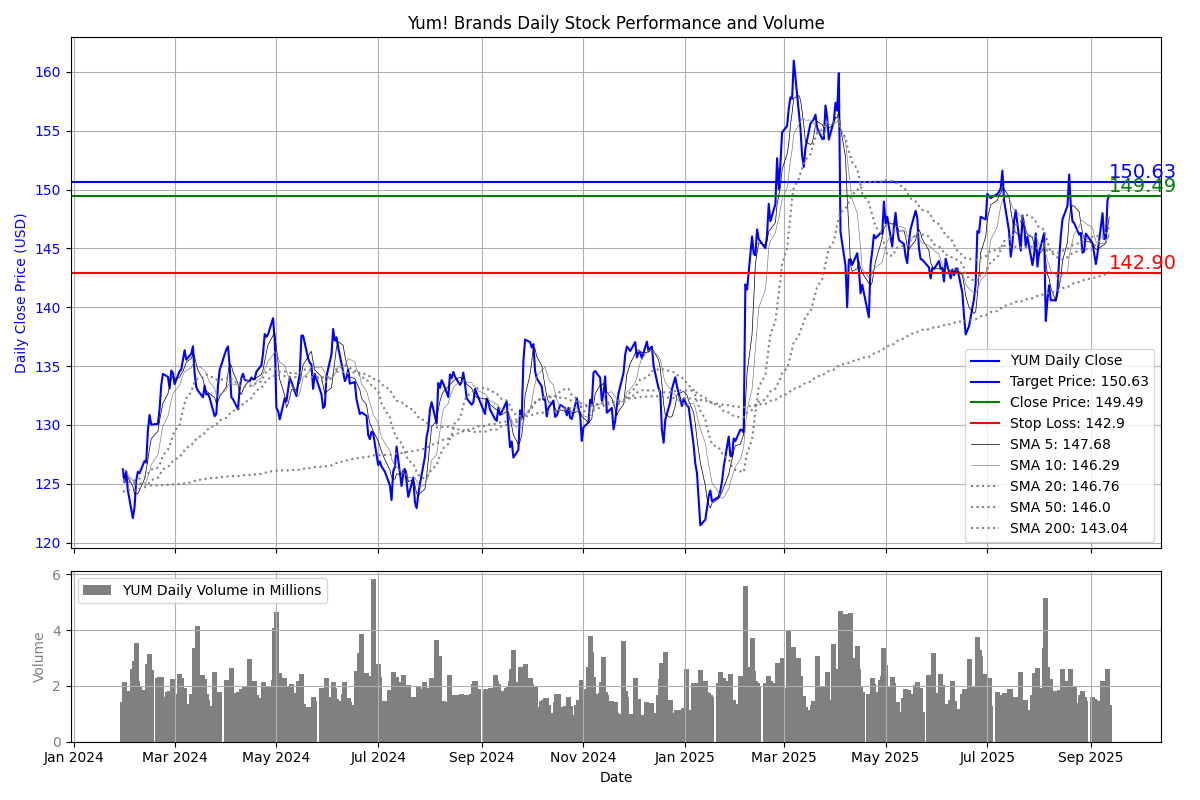 Yum! Brands Daily Stock Performance and Volume
Daily Close Price (USD)
160
155
150
145
140
135
130
125
120
150.63
149.49
142.90
YUM Daily Close
Target Price: 150.63
Close Price: 149.49
Stop Loss: 142.9
SMA 5: 147.68
SMA 10: 146.29
SMA 20: 146.76
SMA 50: 146.0
SMA 200: 143.04
Volume
6
4
2
0
YUM Daily Volume in Millions
Jan 2024 Mar 2024 May 2024 Jul 2024 Sep 2024 Nov 2024 Jan 2025 Mar 2025 May 2025 Jul 2025 Sep 2025
Date